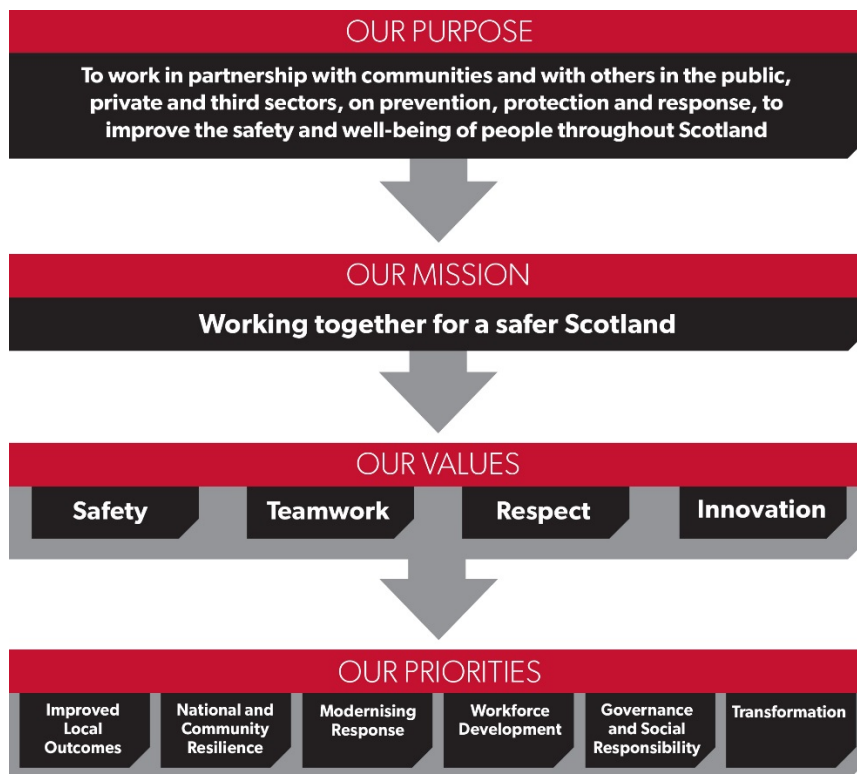 OUR PURPOSE
To work in partnership with communities and with others in the public,
private and third sectors, on prevention, protection and response, to
improve the safety and well-being of people throughout Scotland
OUR MISSION
Working together for a safer Scotland
OUR VALUES
Safety
Teamwork
Respect
Innovation
OUR PRIORITIES
Improved
Local
Outcomes
National and
Community
Resilience
Modernising
Response
Workforce
Development
Governance
and Social
Responsibility
Transformation